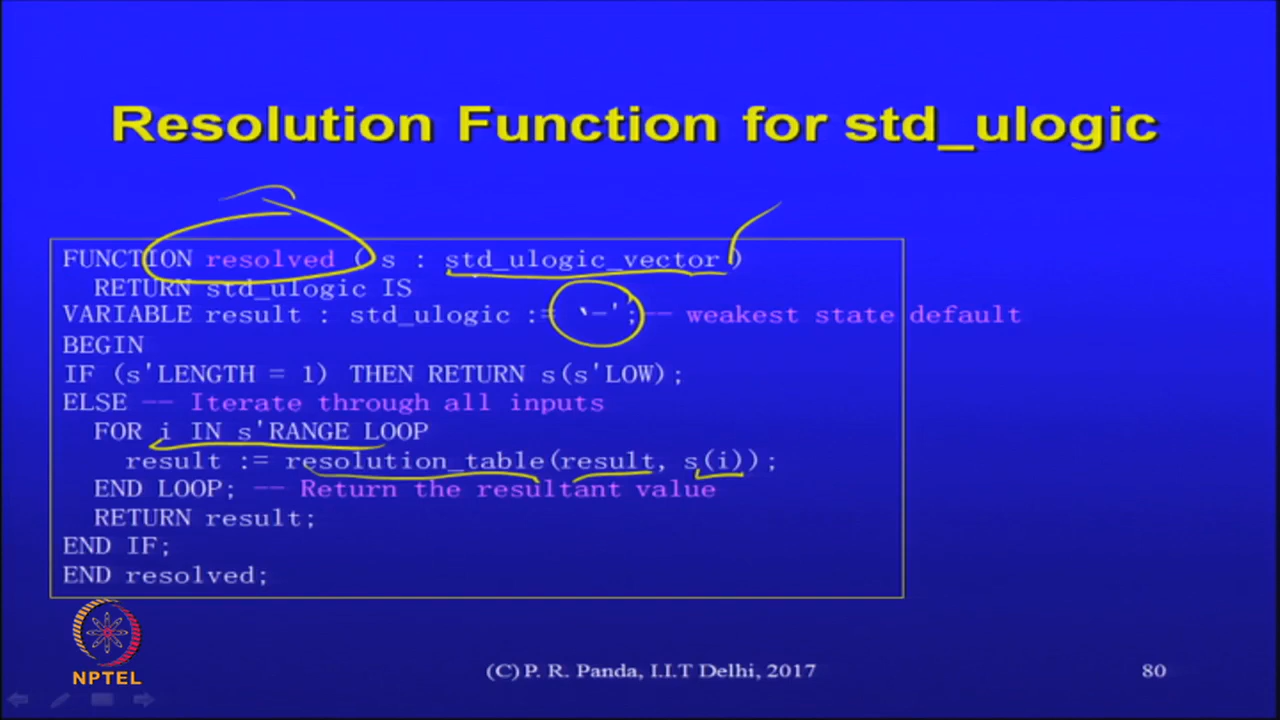 Resolution Function for std_ulogic
FUNCTION resolved ( s : std_ulogic_vector )
RETURN std_ulogic IS
VARIABLE result : std_ulogic := ‘-'; -- weakest state default
BEGIN
IF (s'LENGTH = 1) THEN RETURN s(s'LOW);
ELSE -- Iterate through all inputs
FOR i IN s'RANGE LOOP
result := resolution_table(result, s(i));
END LOOP; -- Return the resultant value
RETURN result;
END IF;
END resolved;
NPTEL
(C) P. R. Panda, I.I.T Delhi, 2017
80